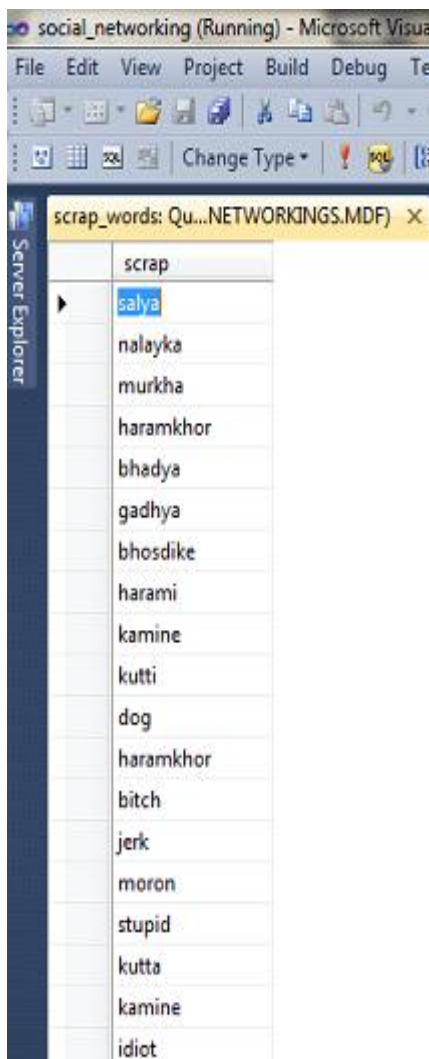 social_networking (Running) - Microsoft Visua
File Edit View Project Build Debug Te
Change Type
scrap_words: Qu...NETWORKINGS.MDF) ×
Server Explorer
scrap
salya
nalayka
murkha
haramkhor
bhadya
gadhya
bhosdike
harami
kamine
kutti
dog
haramkhor
bitch
jerk
moron
stupid
kutta
kamine
idiot